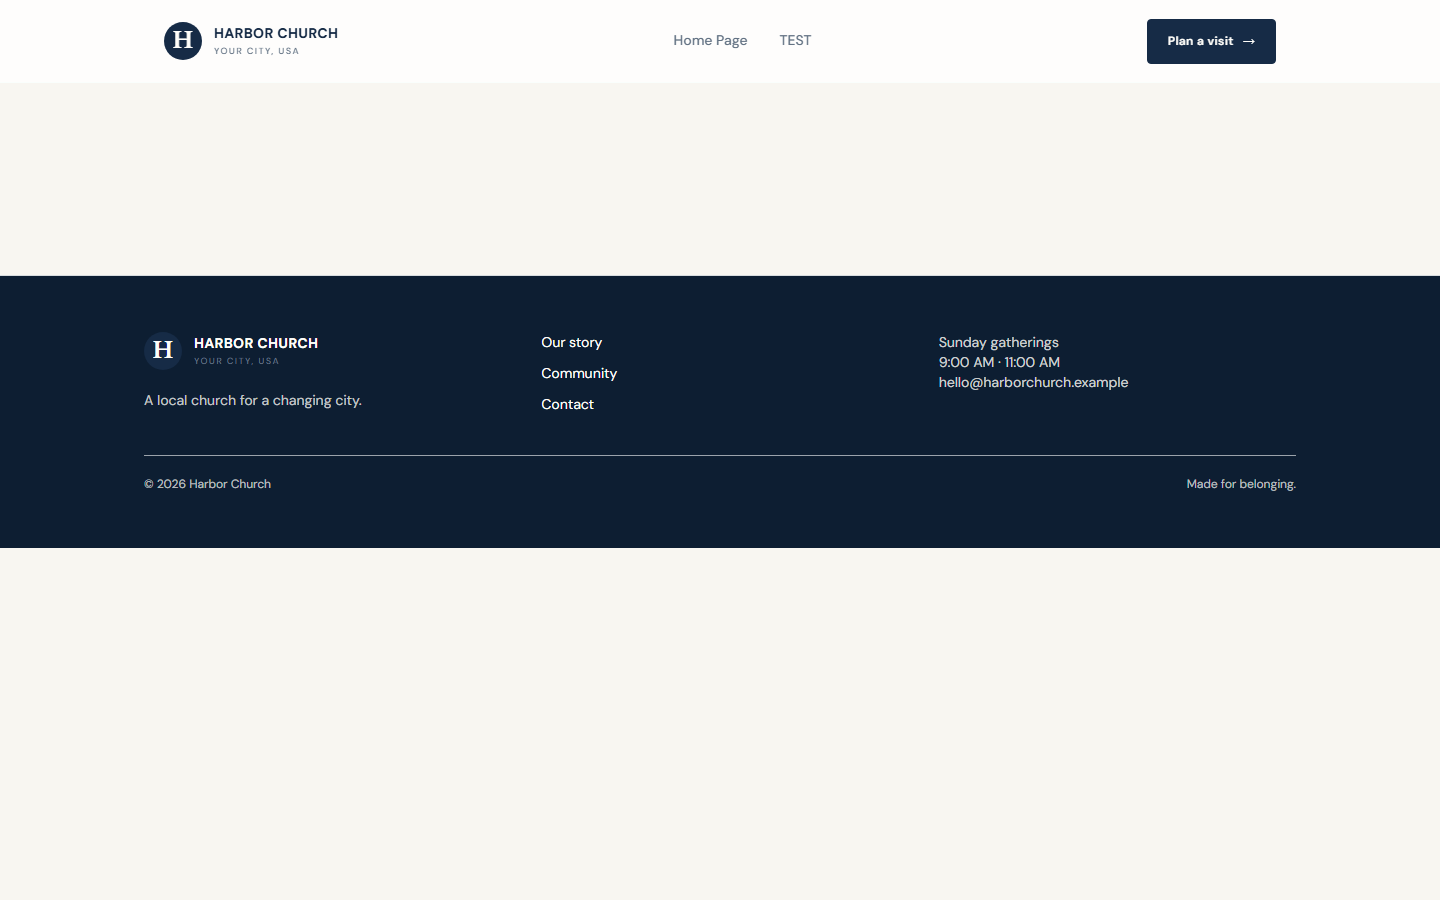 H HARBOR CHURCH
YOUR CITY, USA
Home Page TEST
Plan a visit →
H HARBOR CHURCH
YOUR CITY, USA
A local church for a changing city.
Our story
Community
Contact
Sunday gatherings
9:00 AM · 11:00 AM
hello@harborchurch.example
© 2026 Harbor Church
Made for belonging.